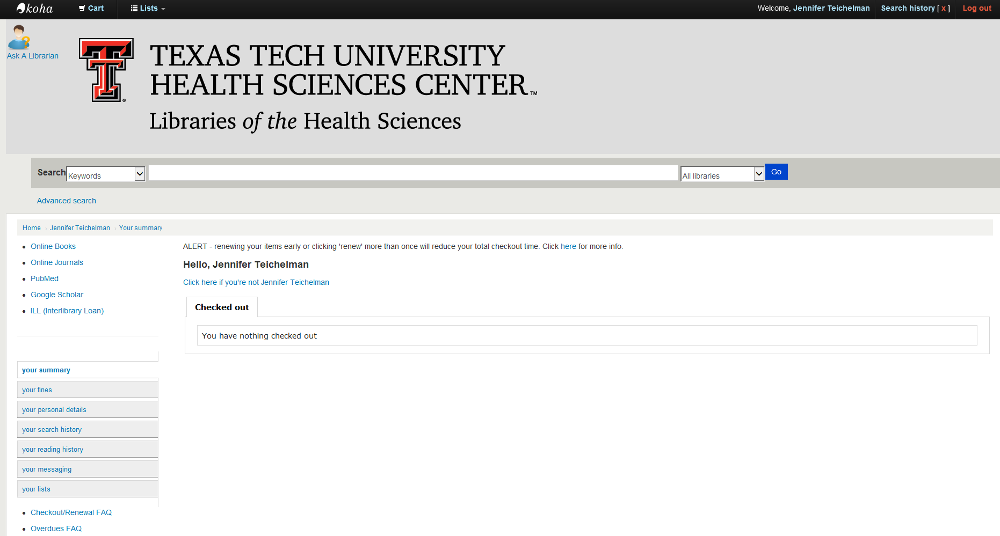 koha Cart Lists Welcome, Jennifer Teichelman Search history [ x ] Log out
Ask A Librarian
TEXAS TECH UNIVERSITY
HEALTH SCIENCES CENTER™
Libraries of the Health Sciences
Search Keywords All libraries Go
Advanced search
Home › Jennifer Teichelman › Your summary
Online Books
Online Journals
PubMed
Google Scholar
ILL (Interlibrary Loan)
your summary
your fines
your personal details
your search history
your reading history
your messaging
your lists
Checkout/Renewal FAQ
Overdues FAQ
ALERT - renewing your items early or clicking 'renew' more than once will reduce your total checkout time. Click here for more info.
Hello, Jennifer Teichelman
Click here if you're not Jennifer Teichelman
Checked out
You have nothing checked out